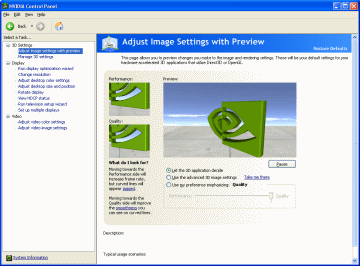 NVIDIA Control Panel
File Edit View Help
Back
Select a Task...
3D Settings
Adjust image settings with preview
Manage 3D settings
Display
Run display optimization wizard
Change resolution
Adjust desktop color settings
Adjust desktop size and position
Rotate display
View HDCP status
Run television setup wizard
Set up multiple displays
Video
Adjust video color settings
Adjust video image settings
System Information
Adjust Image Settings with Preview
Restore Defaults
This page allows you to preview changes you make to the image and rendering settings. These will be your default settings for your
hardware accelerated 3D applications that utilize Direct3D or OpenGL.
Performance:
Quality:
What do I look for?
Moving towards the
Performance side will
increase frame rate,
but curved lines will
appear jagged.
Moving towards the
Quality side will improve
the smoothness you
can see on curved lines.
Preview:
Pause
Let the 3D application decide
Use the advanced 3D image settings Take me there
Use my preference emphasizing: Quality
Performance Quality
Description:
Typical usage scenarios: